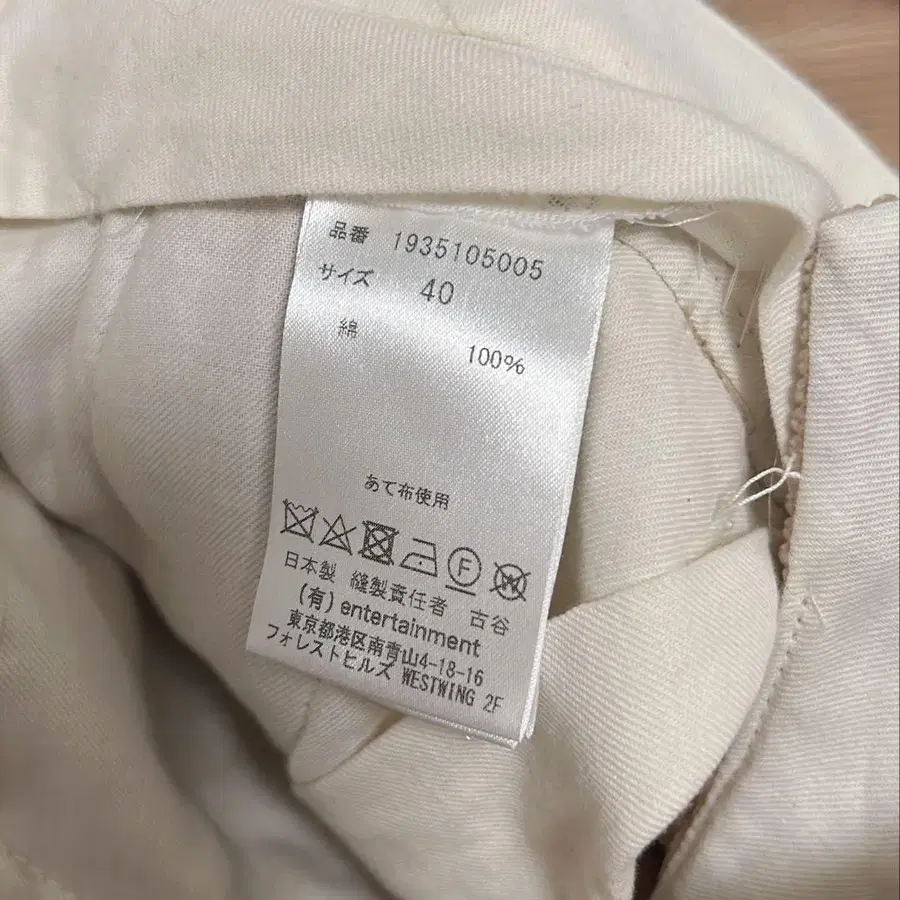 品番 1935105005
サイズ 40
綿 100%
あて布使用
F W
日本製 縫製責任者 古谷
(有) entertainment
東京都港区南青山4-18-16
フォレストヒルズ WESTWING 2F